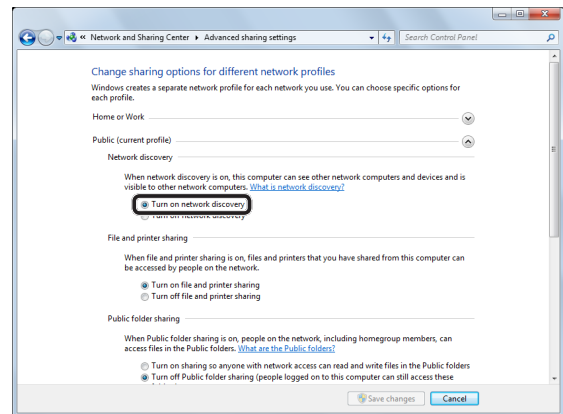 « Network and Sharing Center ▸ Advanced sharing settings
Search Control Panel
Change sharing options for different network profiles
Windows creates a separate network profile for each network you use. You can choose specific options for
each profile.
Home or Work
Public (current profile)
Network discovery
When network discovery is on, this computer can see other network computers and devices and is
visible to other network computers. What is network discovery?
Turn on network discovery
network discovery
File and printer sharing
When file and printer sharing is on, files and printers that you have shared from this computer can
be accessed by people on the network.
Turn on file and printer sharing
Turn off file and printer sharing
Public folder sharing
When Public folder sharing is on, people on the network, including homegroup members, can
access files in the Public folders. What are the Public folders?
Turn on sharing so anyone with network access can read and write files in the Public folders
Turn off Public folder sharing (people logged on to this computer can still access these
Save changes
Cancel